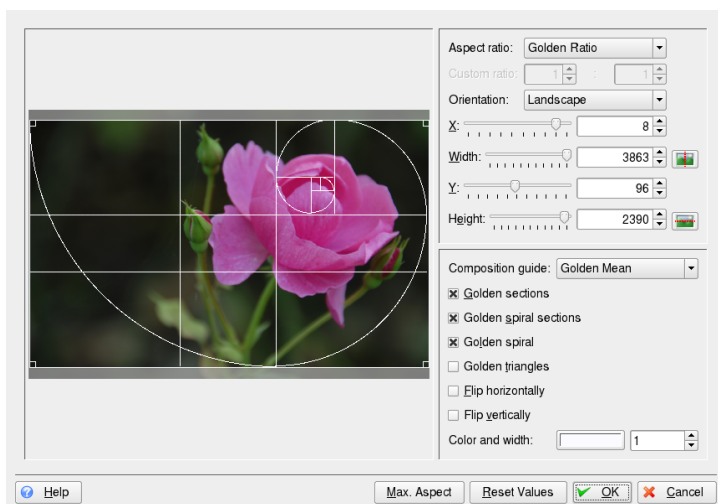 Aspect ratio: Golden Ratio
Custom ratio: 1 : 1
Orientation: Landscape
X: 8
Width: 3863
Y: 96
Height: 2390
Composition guide: Golden Mean
Golden sections
Golden spiral sections
Golden spiral
Golden triangles
Flip horizontally
Flip vertically
Color and width: 1
Help
Max. Aspect
Reset Values
OK
Cancel